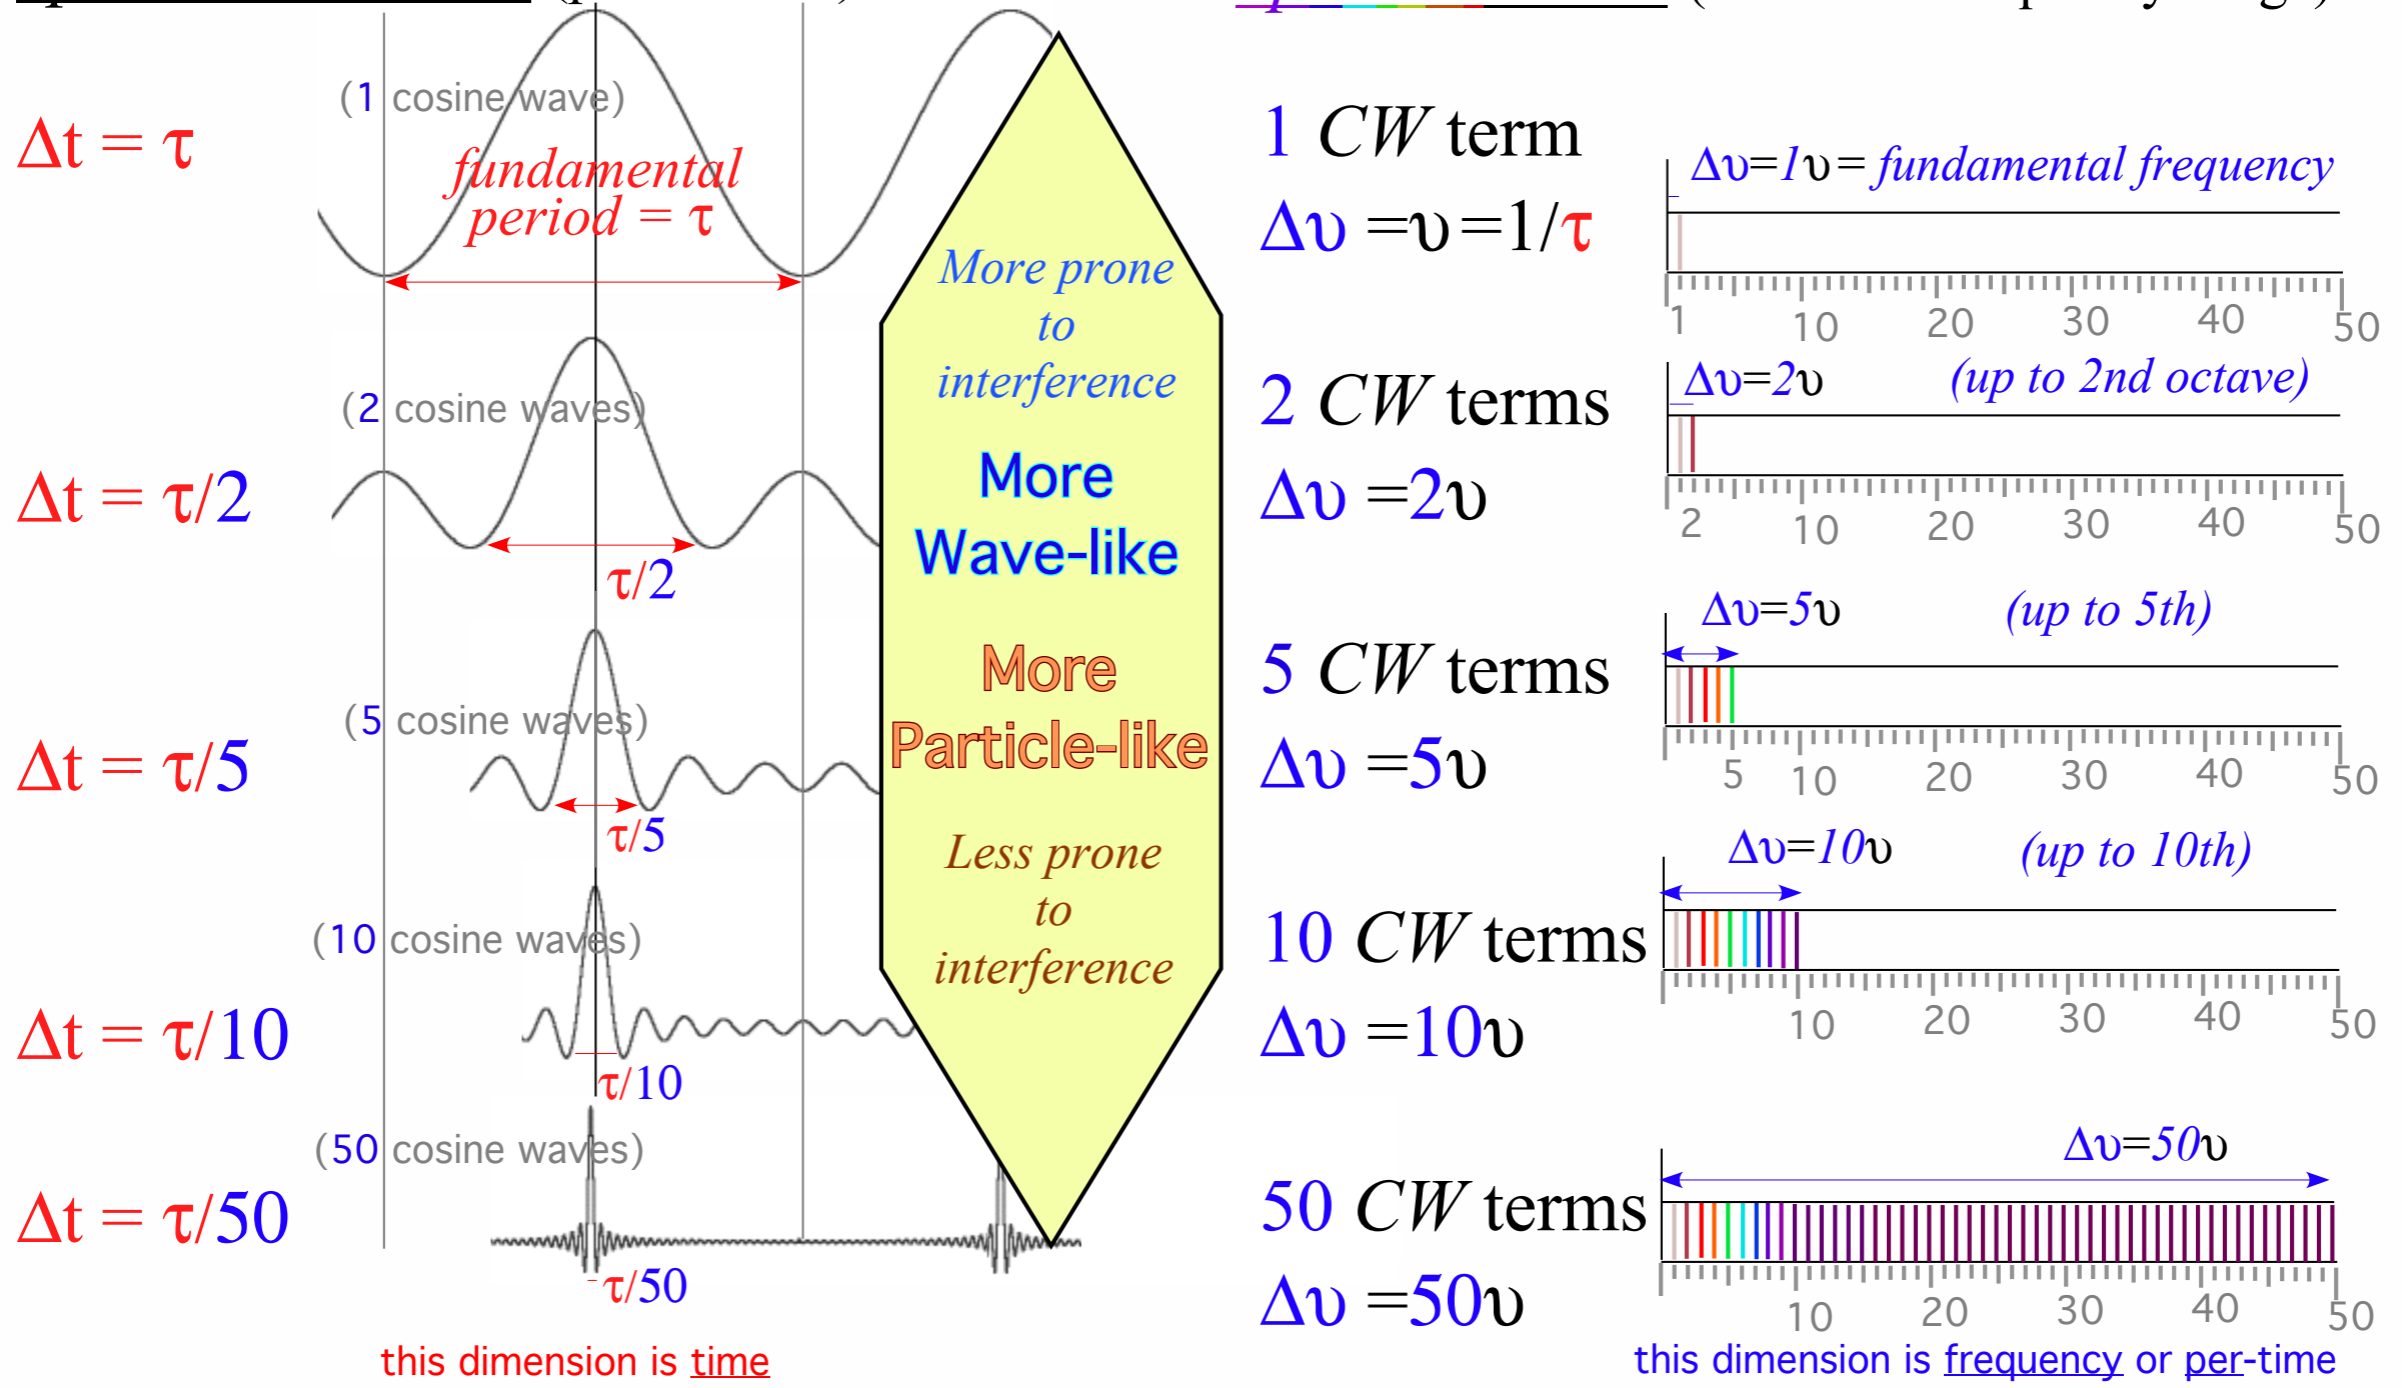 Δt = τ
(1 cosine wave)
fundamental
period = τ
Δt = τ/2
(2 cosine waves)
τ/2
Δt = τ/5
(5 cosine waves)
τ/5
Δt = τ/10
(10 cosine waves)
τ/10
Δt = τ/50
(50 cosine waves)
τ/50
this dimension is time
More prone
to
interference
More
Wave-like
More
Particle-like
Less prone
to
interference
1 CW term
Δυ =υ=1/τ
Δυ=1υ= fundamental frequency
1 10 20 30 40 50
2 CW terms
Δυ =2υ
Δυ=2υ (up to 2nd octave)
2 10 20 30 40 50
5 CW terms
Δυ =5υ
Δυ=5υ (up to 5th)
5 10 20 30 40 50
10 CW terms
Δυ =10υ
Δυ=10υ (up to 10th)
10 20 30 40 50
50 CW terms
Δυ =50υ
Δυ=50υ
10 20 30 40 50
this dimension is frequency or per-time